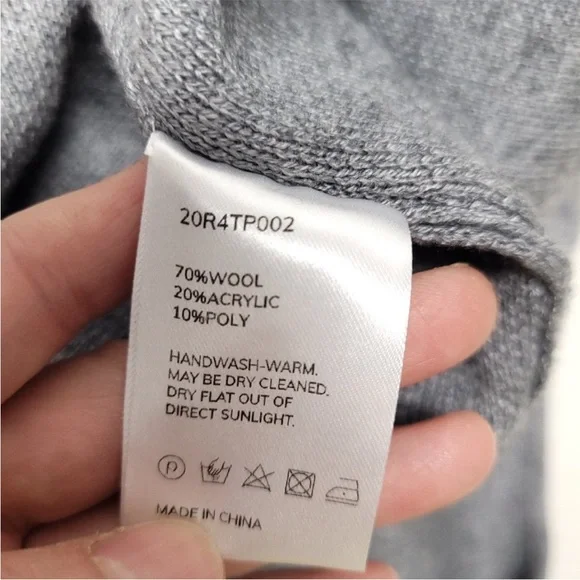 20R4TP002
70%WOOL
20%ACRYLIC
10%POLY
HANDWASH-WARM.
MAY BE DRY CLEANED.
DRY FLAT OUT OF
DIRECT SUNLIGHT.
P
MADE IN CHINA